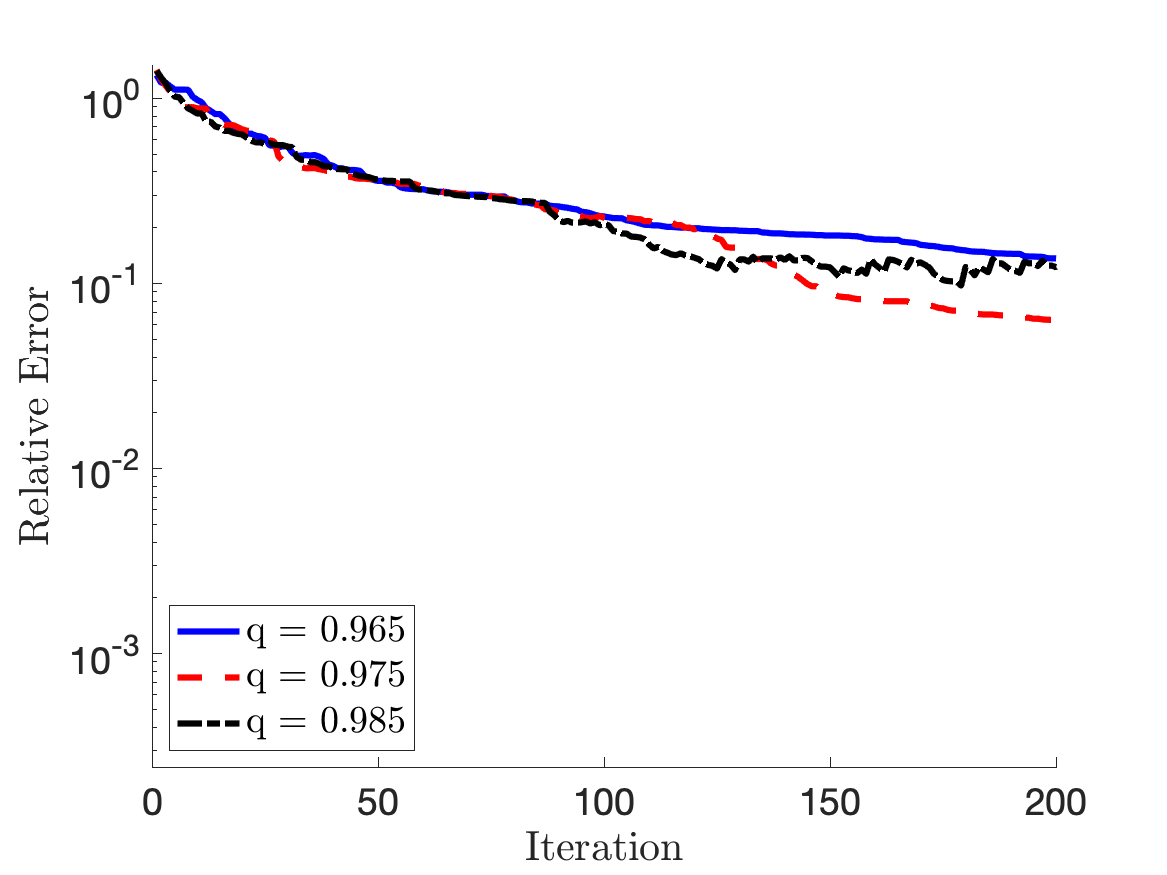 10^0
10^-1
10^-2
10^-3
Relative Error
q = 0.965
q = 0.975
q = 0.985
0 50 100 150 200
Iteration